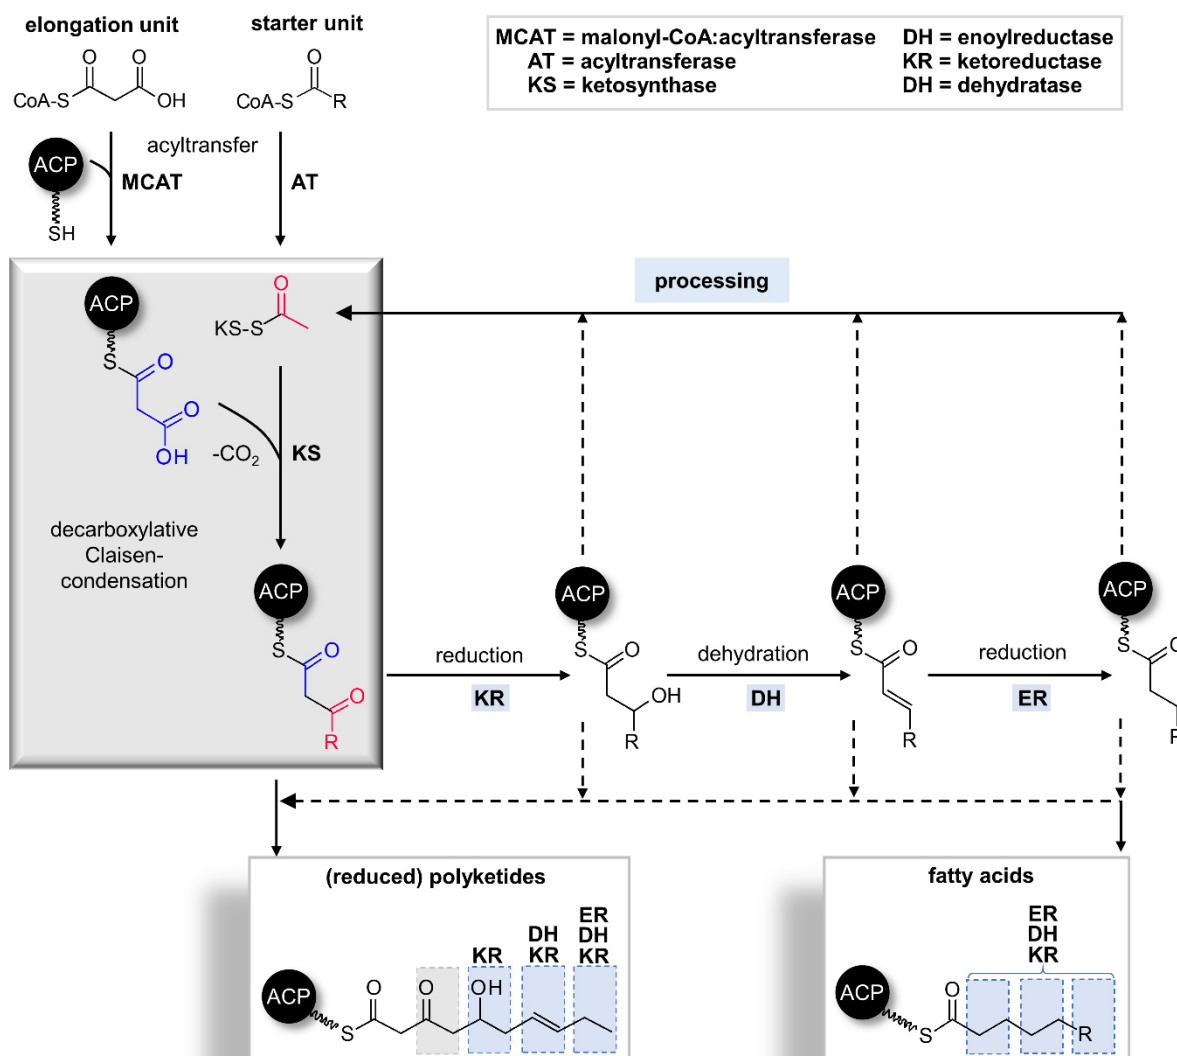 elongation unit
starter unit
MCAT = malonyl-CoA:acyltransferase
AT = acyltransferase
KS = ketosynthase
DH = enoylreductase
KR = ketoreductase
DH = dehydratase
O
O
CoA-S
OH
O
CoA-S
R
ACP
SH
acyltransfer
MCAT
AT
ACP
S
O
O
OH
O
KS-S
processing
-CO2
KS
decarboxylative
Claisen-
condensation
ACP
S
O
O
R
reduction
KR
ACP
S
O
OH
R
dehydration
DH
ACP
S
O
R
reduction
ER
ACP
S
(reduced) polyketides
KR
DH
KR
ER
DH
KR
ACP
S
O
O
OH
fatty acids
ER
DH
KR
ACP
S
O
R